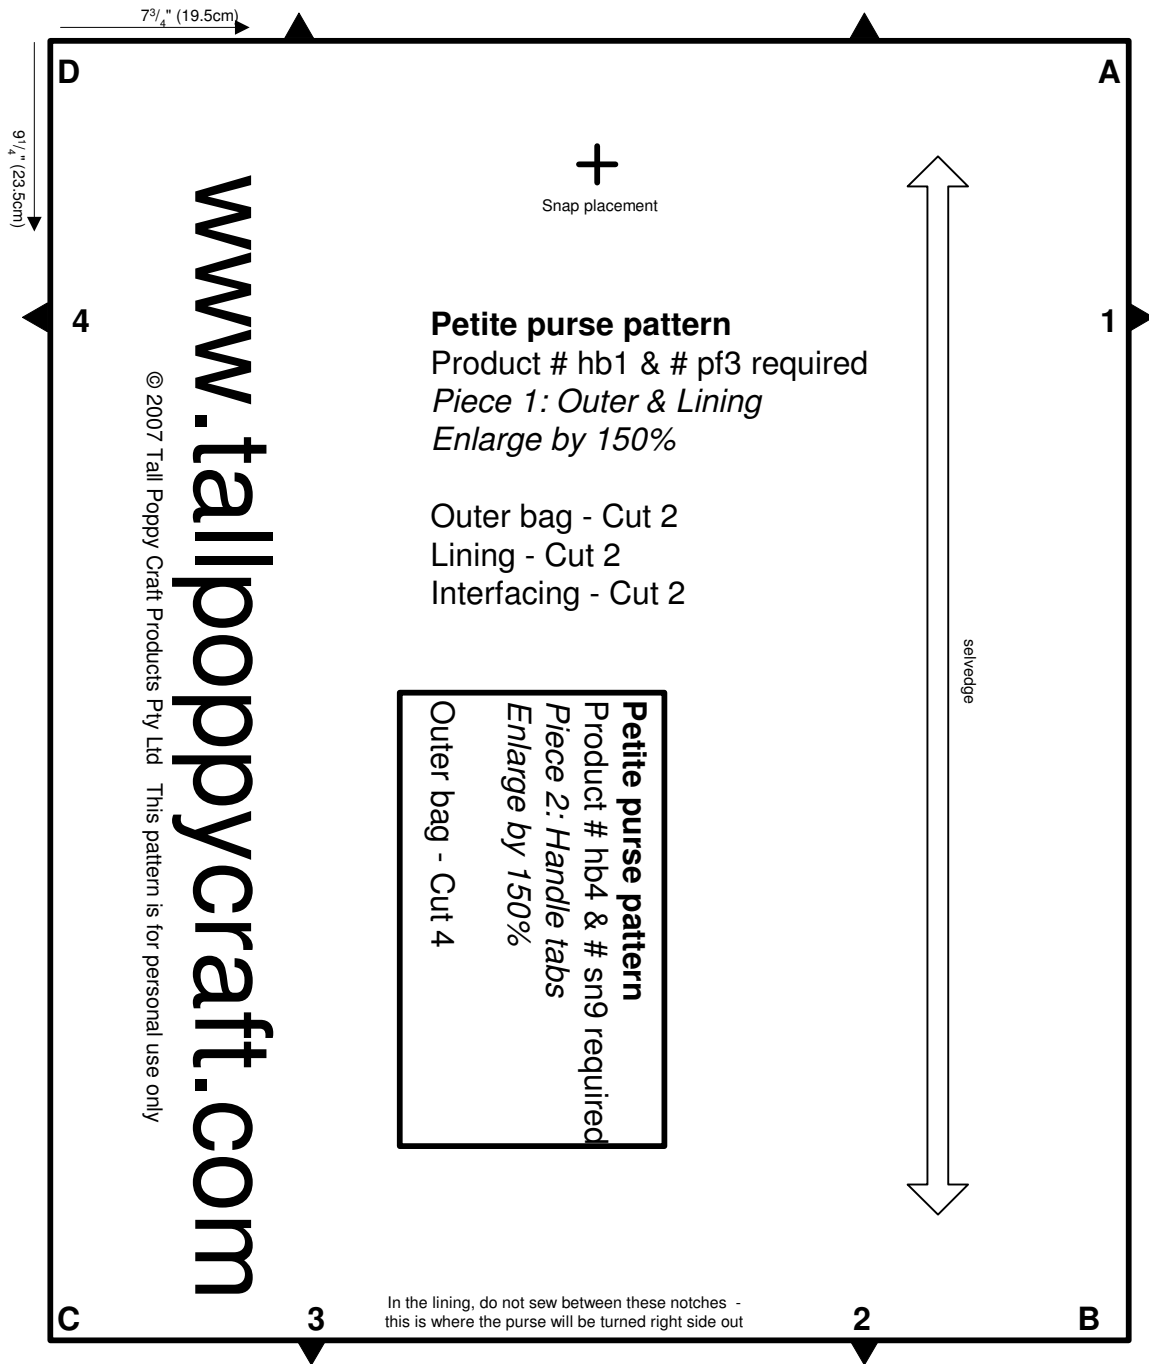 7³/₄" (19.5cm)
9¹/₄" (23.5cm)
D
A
Snap placement
4
1
Petite purse pattern
Product # hb1 & # pf3 required
Piece 1: Outer & Lining
Enlarge by 150%
Outer bag - Cut 2
Lining - Cut 2
Interfacing - Cut 2
selvedge
www.tallpoppycraft.com
© 2007 Tall Poppy Craft Products Pty Ltd   This pattern is for personal use only
Petite purse pattern
Product # hb4 & # sn9 required
Piece 2: Handle tabs
Enlarge by 150%
Outer bag - Cut 4
In the lining, do not sew between these notches -
this is where the purse will be turned right side out
C
3
2
B